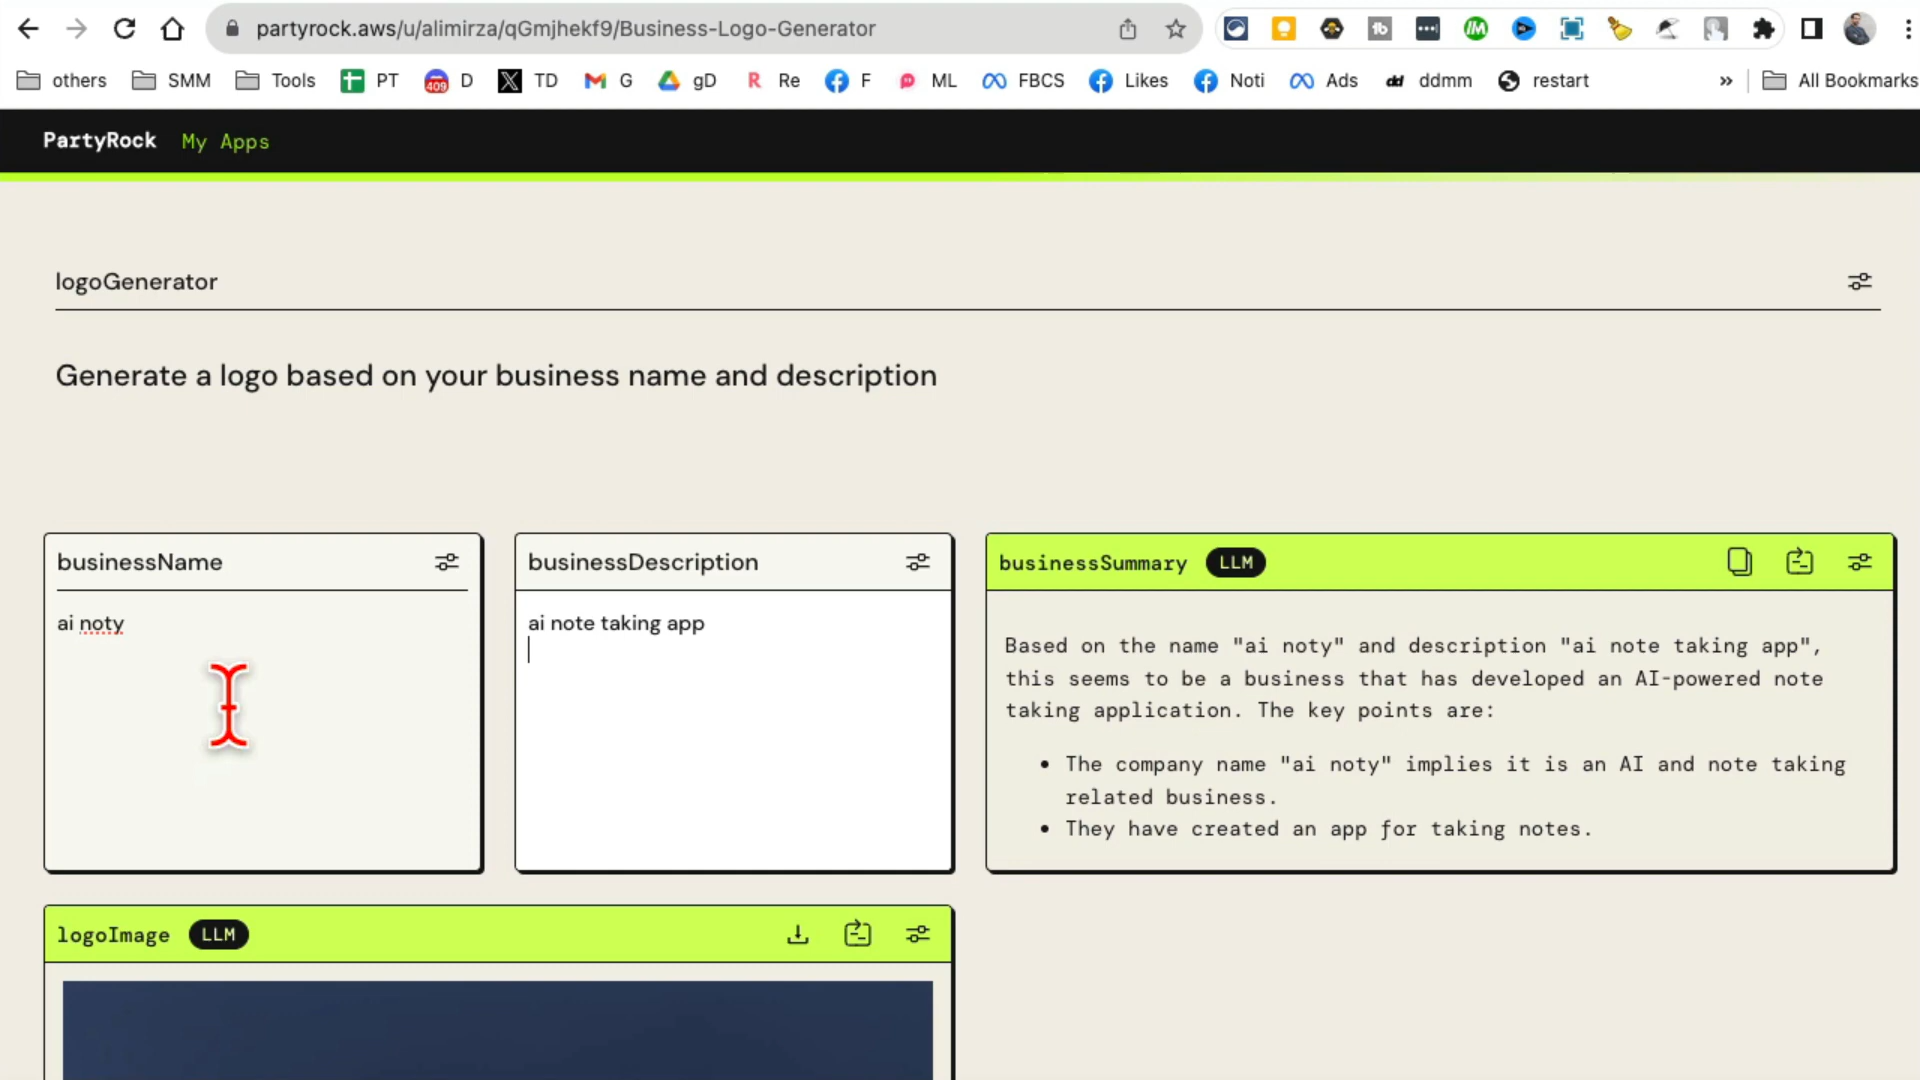 partyrock.aws/u/alimirza/qGmjhekf9/Business-Logo-Generator
others SMM Tools PT 409 D TD G gD R Re F ML FBCS Likes Noti Ads dd ddmm restart » All Bookmarks
PartyRock My Apps
logoGenerator
Generate a logo based on your business name and description
businessName
ai noty
businessDescription
ai note taking app
businessSummary LLM
Based on the name "ai noty" and description "ai note taking app",
this seems to be a business that has developed an AI-powered note
taking application. The key points are:
• The company name "ai noty" implies it is an AI and note taking
related business.
• They have created an app for taking notes.
logoImage LLM